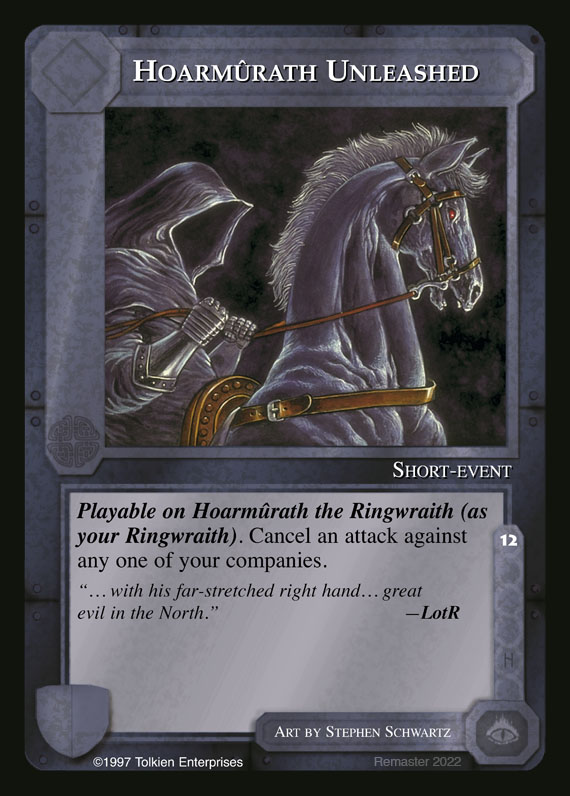 HOARMÛRATH UNLEASHED
SHORT-EVENT
Playable on Hoarmûrath the Ringwraith (as
your Ringwraith). Cancel an attack against
any one of your companies.
“… with his far-stretched right hand… great
evil in the North.” —LotR
12
H
ART BY STEPHEN SCHWARTZ
©1997 Tolkien Enterprises
Remaster 2022